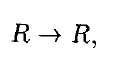 R → R,